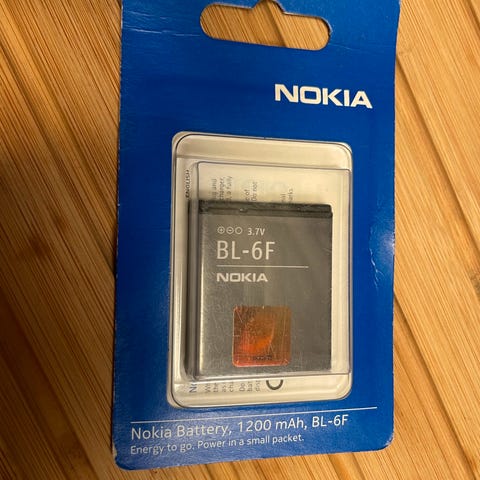 NOKIA
ENGLISH
3.7V
BL-6F
NOKIA
Nokia Battery, 1200 mAh, BL-6F
Energy to go. Power in a small packet.